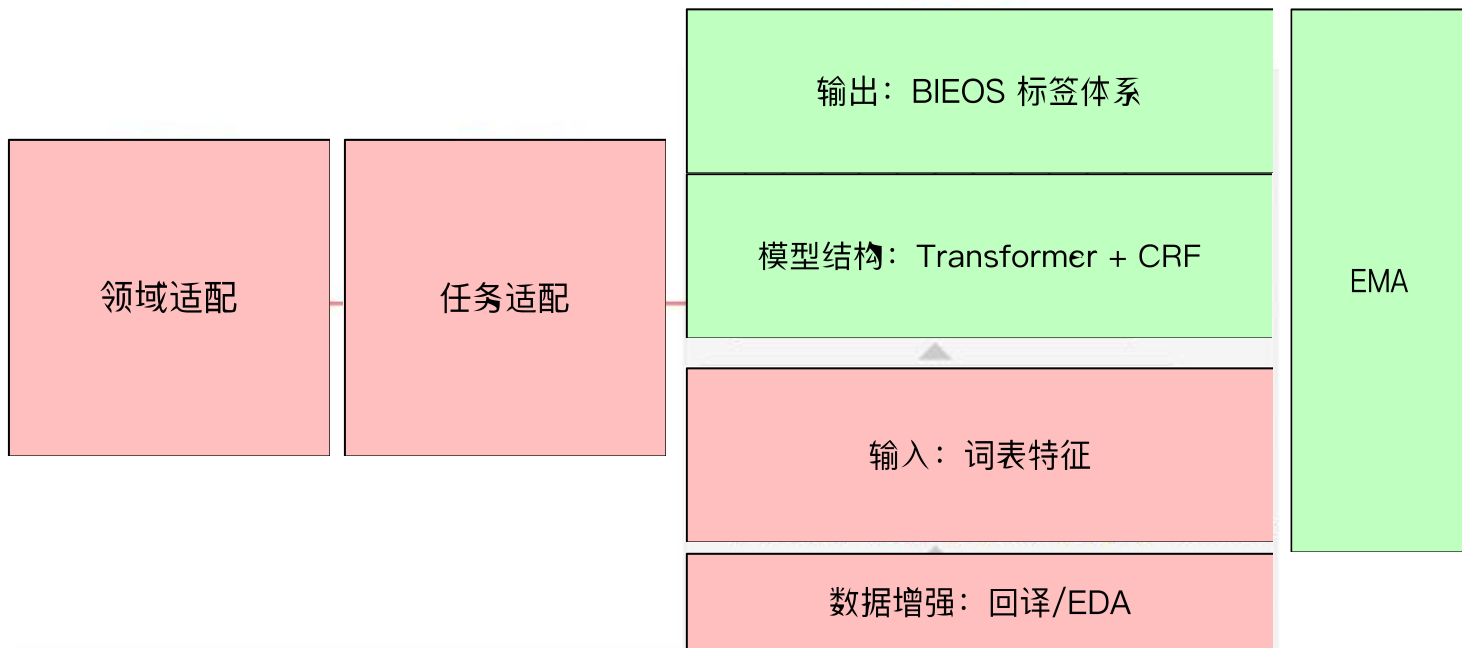 领域适配
任务适配
输出：BIEOS 标签体系
模型结构：Transformer + CRF
输入：词表特征
数据增强：回译/EDA
EMA